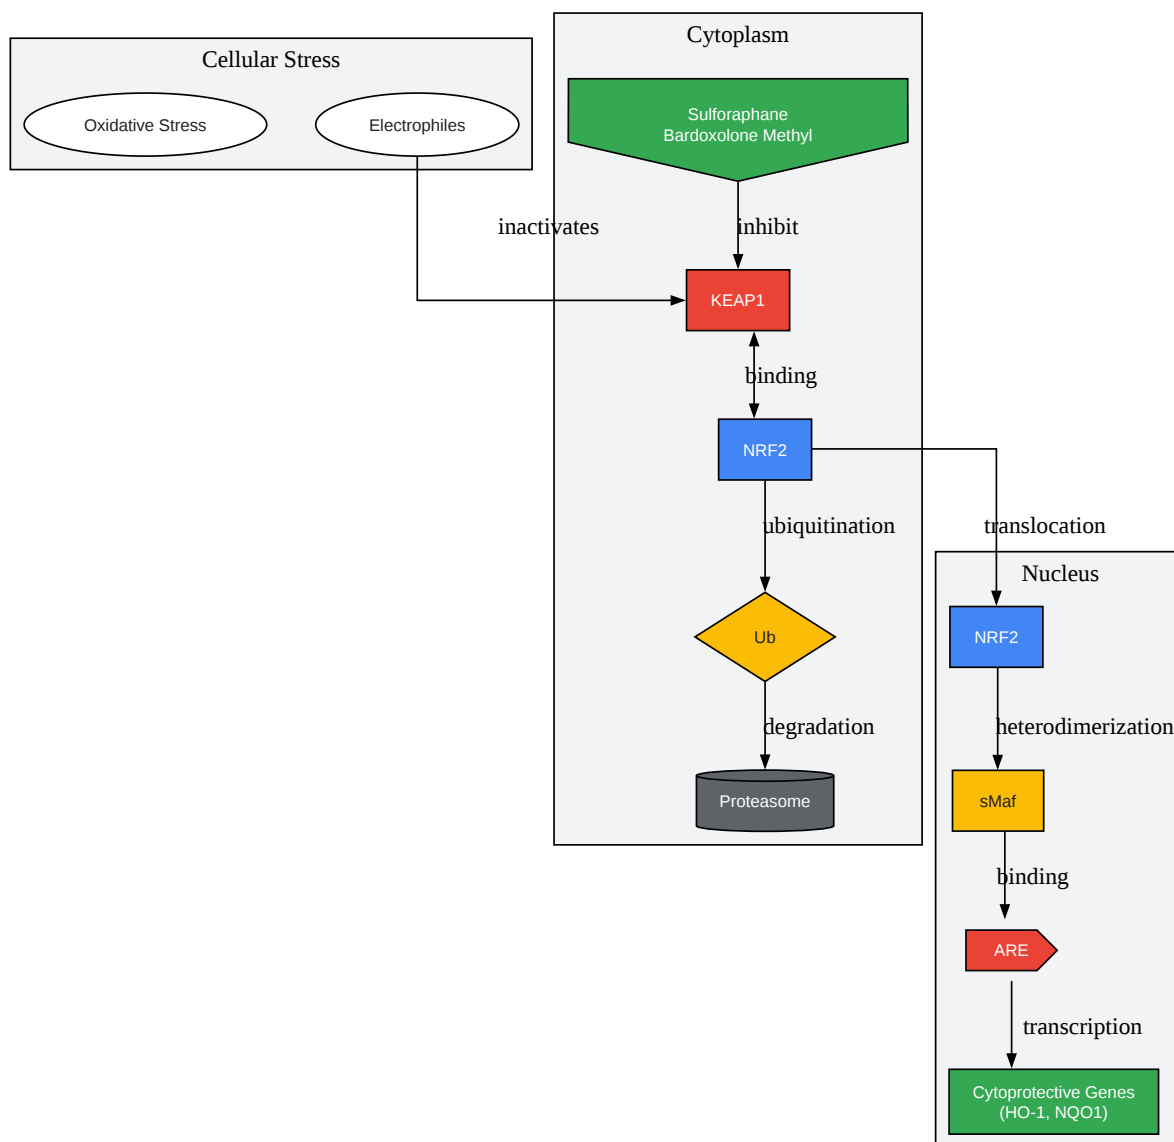 Cytoplasm
Cellular Stress
Oxidative Stress
Electrophiles
Sulforaphane
Bardoxolone Methyl
inactivates
inhibit
KEAP1
binding
NRF2
ubiquitination
translocation
Nucleus
Ub
NRF2
degradation
heterodimerization
Proteasome
sMaf
binding
ARE
transcription
Cytoprotective Genes
(HO-1, NQO1)